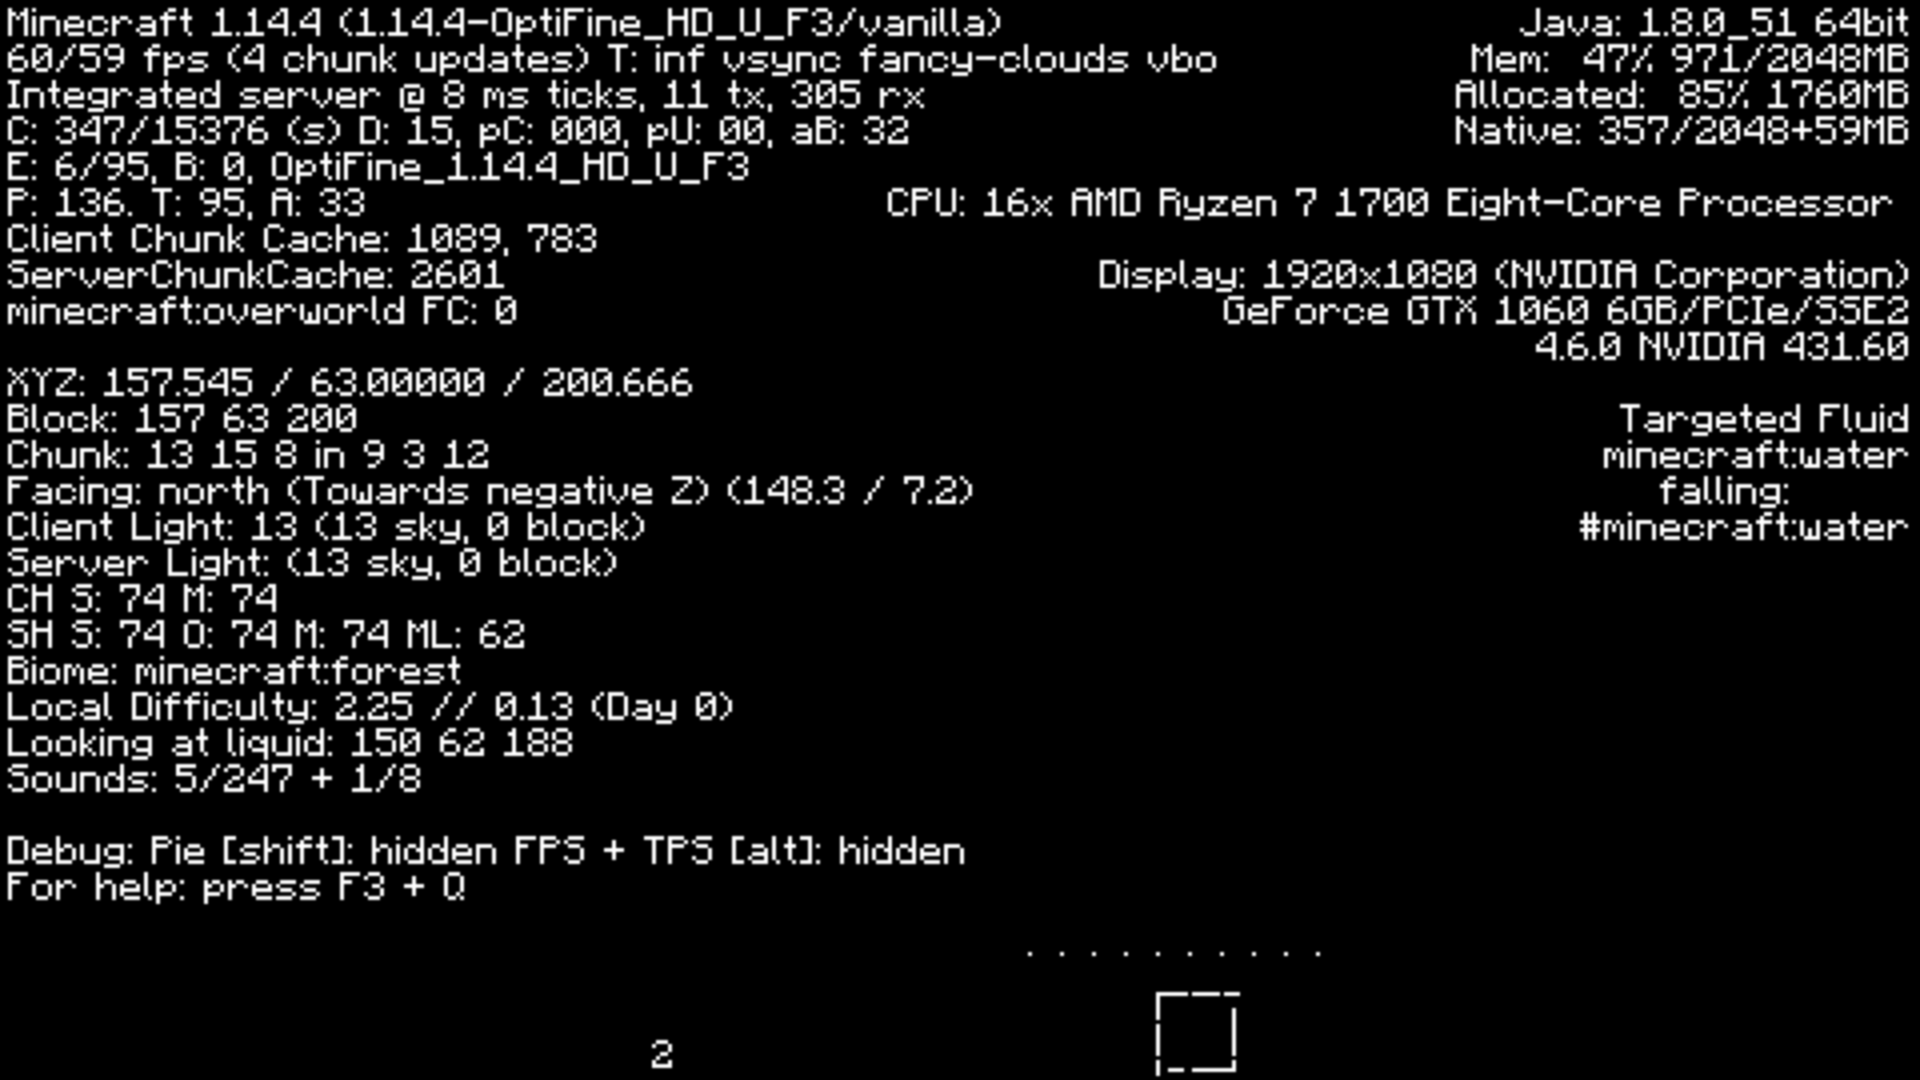 Minecraft 1.14.4 (1.14.4-OptiFine_HD_U_F3/vanilla)
60/59 fps (4 chunk updates) T: inf vsync fancy-clouds vbo
Integrated server @ 8 ms ticks, 11 tx, 305 rx
C: 347/15376 (s) D: 15, pC: 000, pU: 00, aB: 32
E: 6/95, B: 0, OptiFine_1.14.4_HD_U_F3
P: 136. T: 95, A: 33
Client Chunk Cache: 1089, 783
ServerChunkCache: 2601
minecraft:overworld FC: 0
XYZ: 157.545 / 63.00000 / 200.666
Block: 157 63 200
Chunk: 13 15 8 in 9 3 12
Facing: north (Towards negative Z) (148.3 / 7.2)
Client Light: 13 (13 sky, 0 block)
Server Light: (13 sky, 0 block)
CH S: 74 M: 74
SH S: 74 O: 74 M: 74 ML: 62
Biome: minecraft:forest
Local Difficulty: 2.25 // 0.13 (Day 0)
Looking at liquid: 150 62 188
Sounds: 5/247 + 1/8
Debug: Pie [shift]: hidden FPS + TPS [alt]: hidden
For help: press F3 + Q
Java: 1.8.0_51 64bit
Mem: 47% 971/2048MB
Allocated: 85% 1760MB
Native: 357/2048+59MB
CPU: 16x AMD Ryzen 7 1700 Eight-Core Processor
Display: 1920x1080 (NVIDIA Corporation)
GeForce GTX 1060 6GB/PCIe/SSE2
4.6.0 NVIDIA 431.60
Targeted Fluid
minecraft:water
falling:
#minecraft:water
2